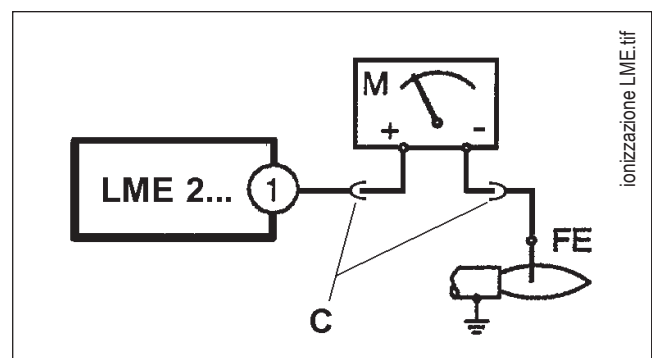 ionizzazione LME.tif
M
+ -
LME 2... 1
FE
C